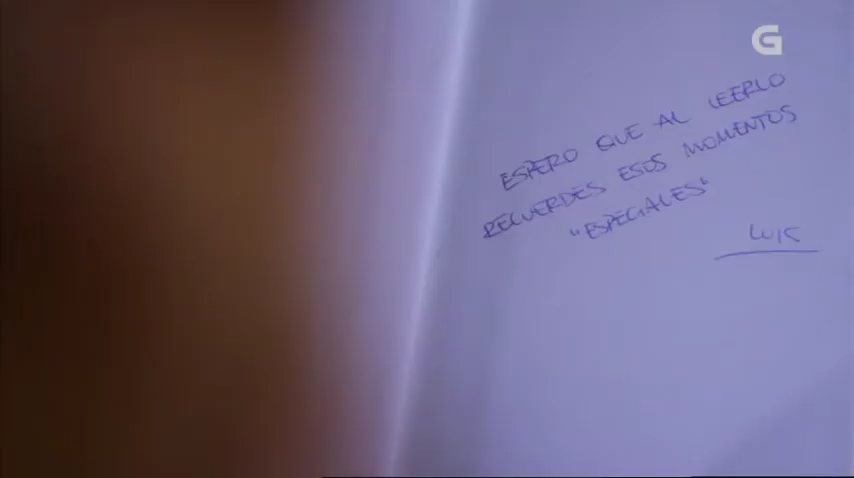 G
ESPERO QUE AL LEERLO
RECUERDES ESOS MOMENTOS
"ESPECIALES"
LUIS